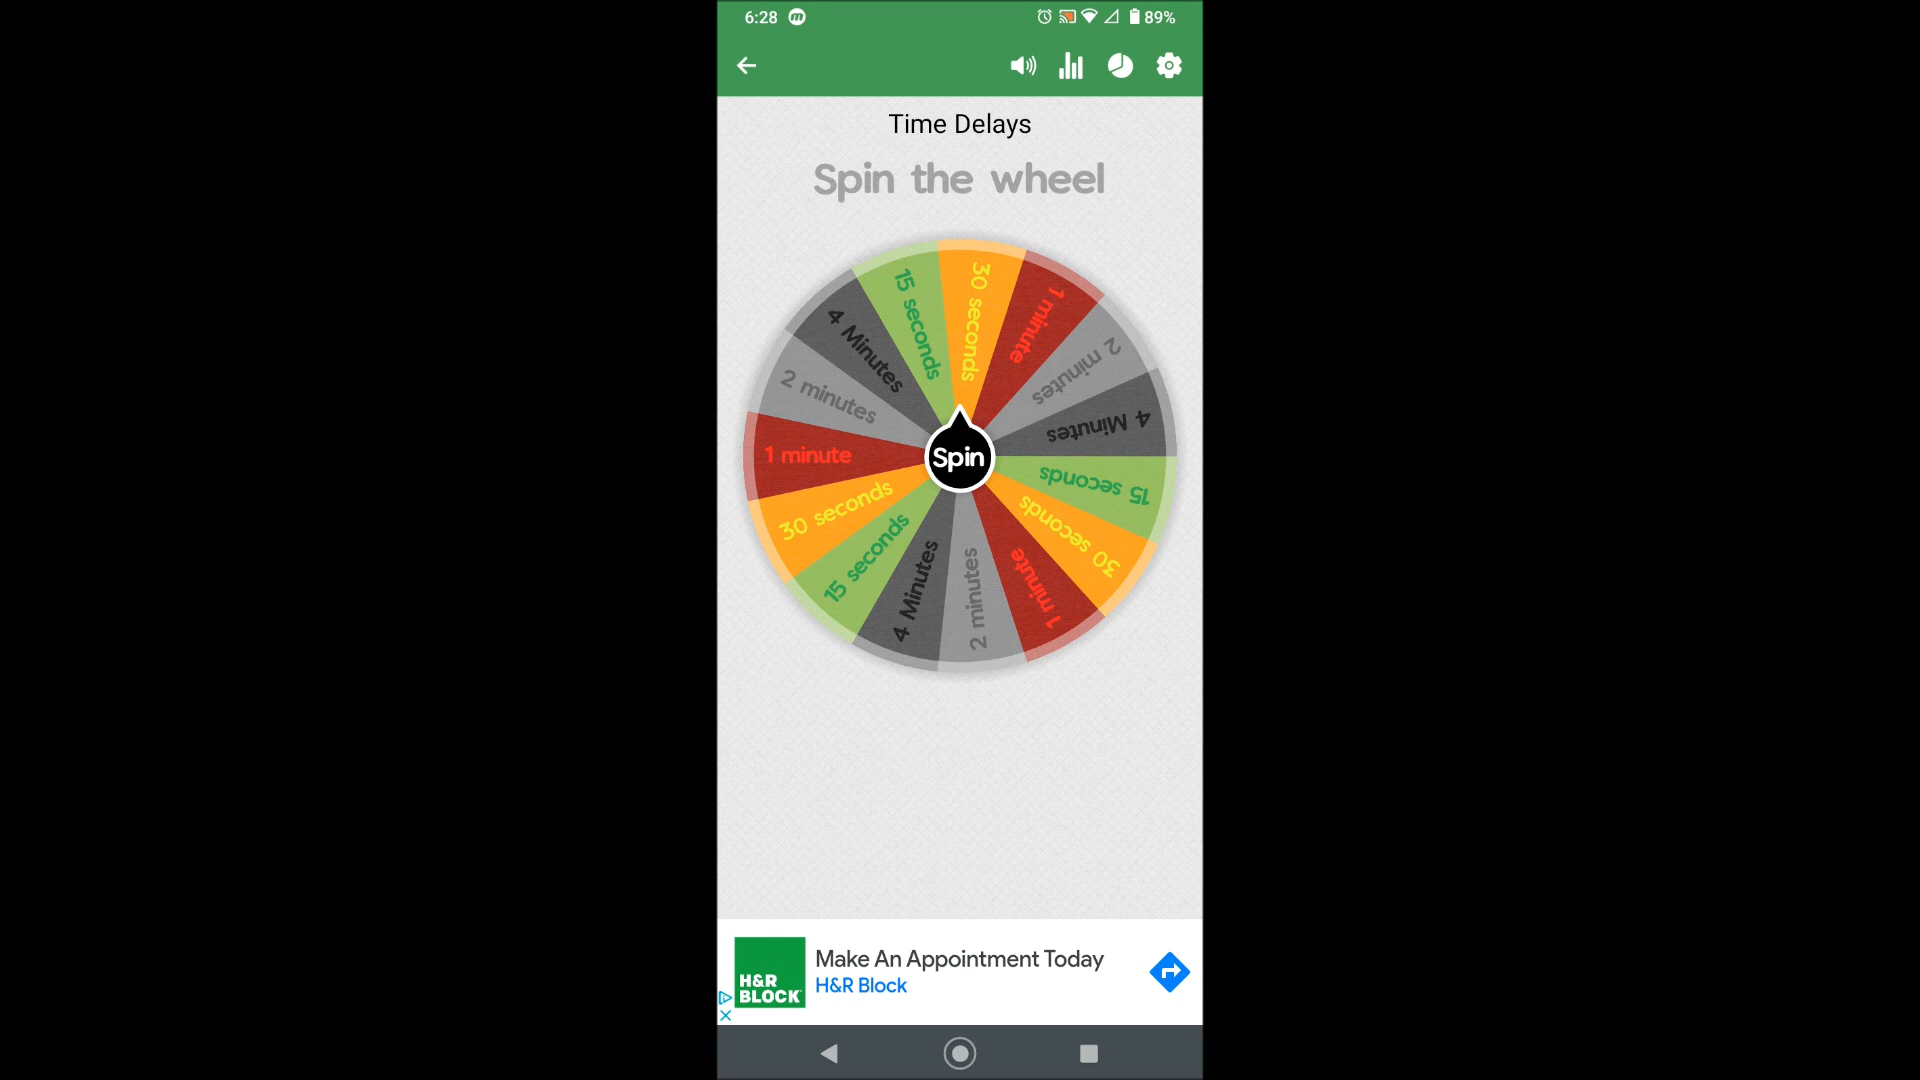 6:28
89%
Time Delays
Spin the wheel
30 seconds
1 minute
2 minutes
4 Minutes
15 seconds
30 seconds
1 minute
2 minutes
4 Minutes
15 seconds
30 seconds
1 minute
2 minutes
4 Minutes
15 seconds
Spin
H&R
BLOCK
Make An Appointment Today
H&R Block